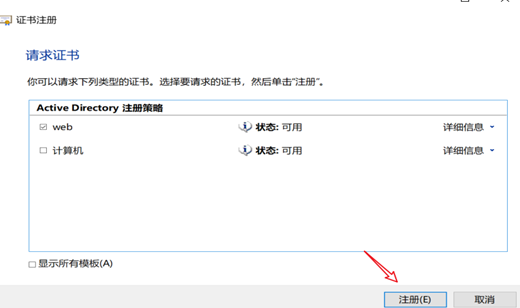 证书注册
请求证书
你可以请求下列类型的证书。选择要请求的证书，然后单击“注册”。
Active Directory 注册策略
web 状态: 可用 详细信息
计算机 状态: 可用 详细信息
显示所有模板(A)
注册(E) 取消